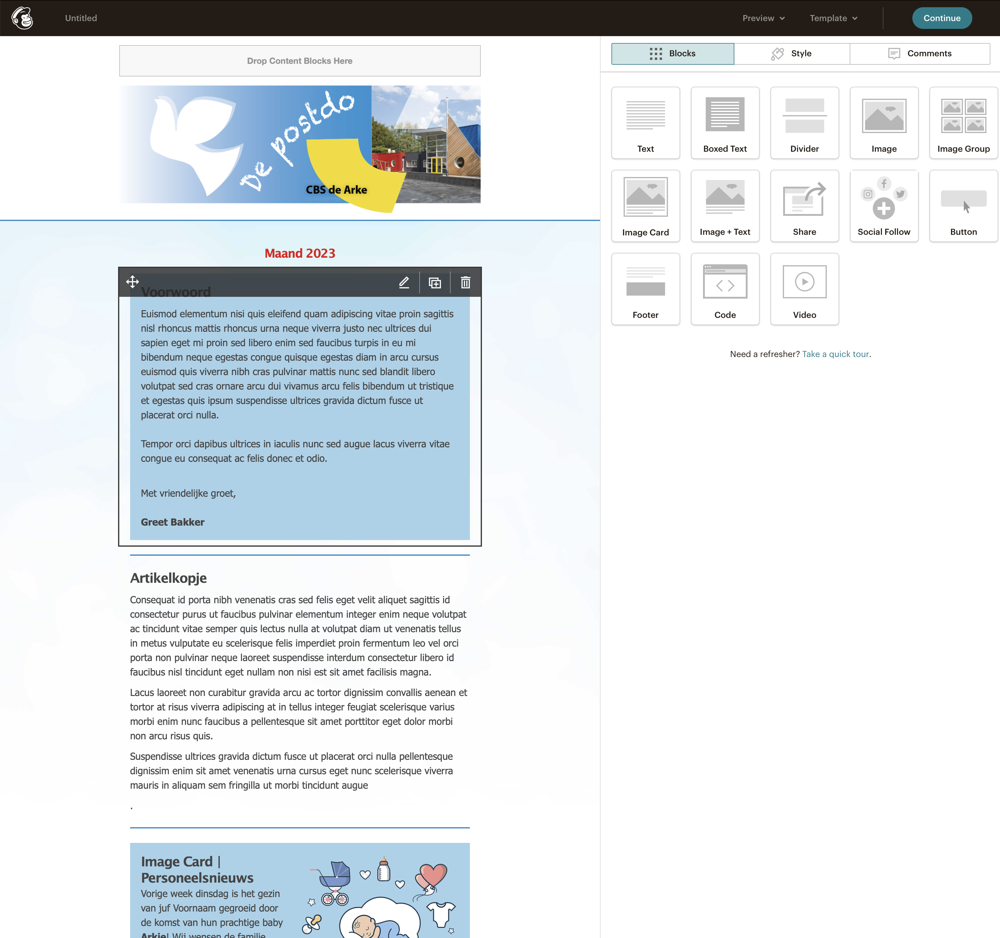 Untitled
Preview
Template
Continue
Drop Content Blocks Here
De postdo
CBS de Arke
Maand 2023
Voorwoord
Euismod elementum nisi quis eleifend quam adipiscing vitae proin sagittis
nisl rhoncus mattis rhoncus urna neque viverra justo nec ultrices dui
sapien eget mi proin sed libero enim sed faucibus turpis in eu mi
bibendum neque egestas congue quisque egestas diam in arcu cursus
euismod quis viverra nibh cras pulvinar mattis nunc sed blandit libero
volutpat sed cras ornare arcu dui vivamus arcu felis bibendum ut tristique
et egestas quis ipsum suspendisse ultrices gravida dictum fusce ut
placerat orci nulla.
Tempor orci dapibus ultrices in iaculis nunc sed augue lacus viverra vitae
congue eu consequat ac felis donec et odio.
Met vriendelijke groet,
Greet Bakker
Artikelkopje
Consequat id porta nibh venenatis cras sed felis eget velit aliquet sagittis id
consectetur purus ut faucibus pulvinar elementum integer enim neque volutpat
ac tincidunt vitae semper quis lectus nulla at volutpat diam ut venenatis tellus
in metus vulputate eu scelerisque felis imperdiet proin fermentum leo vel orci
porta non pulvinar neque laoreet suspendisse interdum consectetur libero id
faucibus nisl tincidunt eget nullam non nisi est sit amet facilisis magna.
Lacus laoreet non curabitur gravida arcu ac tortor dignissim convallis aenean et
tortor at risus viverra adipiscing at in tellus integer feugiat scelerisque varius
morbi enim nunc faucibus a pellentesque sit amet porttitor eget dolor morbi
non arcu risus quis.
Suspendisse ultrices gravida dictum fusce ut placerat orci nulla pellentesque
dignissim enim sit amet venenatis urna cursus eget nunc scelerisque viverra
mauris in aliquam sem fringilla ut morbi tincidunt augue
.
Image Card |
Personeelsnieuws
Vorige week dinsdag is het gezin
van juf Voornaam gegroeid door
de komst van hun prachtige baby
Arkie! Wij wensen de familie
Blocks
Style
Comments
Text
Boxed Text
Divider
Image
Image Group
Image Card
Image + Text
Share
Social Follow
Button
Footer
Code
Video
Need a refresher? Take a quick tour.